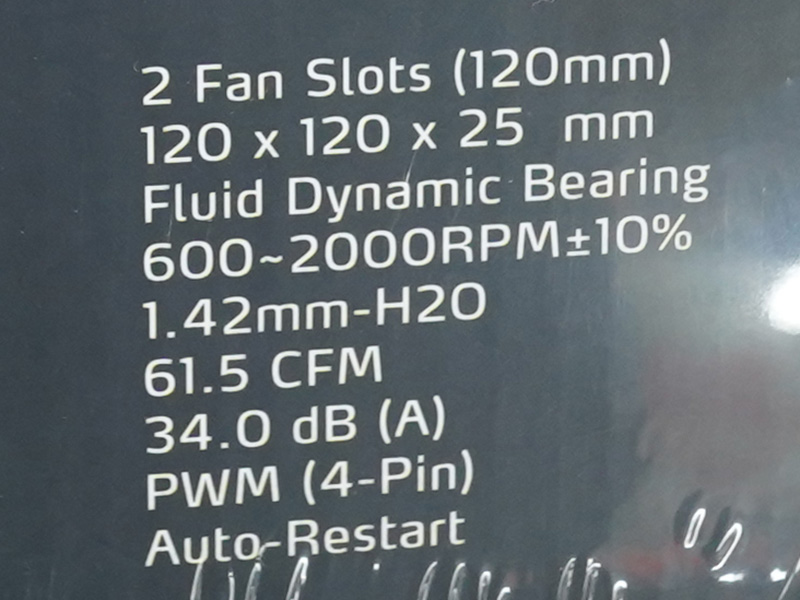 2 Fan Slots (120mm)
120 x 120 x 25 mm
Fluid Dynamic Bearing
600~2000RPM±10%
1.42mm-H2O
61.5 CFM
34.0 dB (A)
PWM (4-Pin)
Auto-Restart